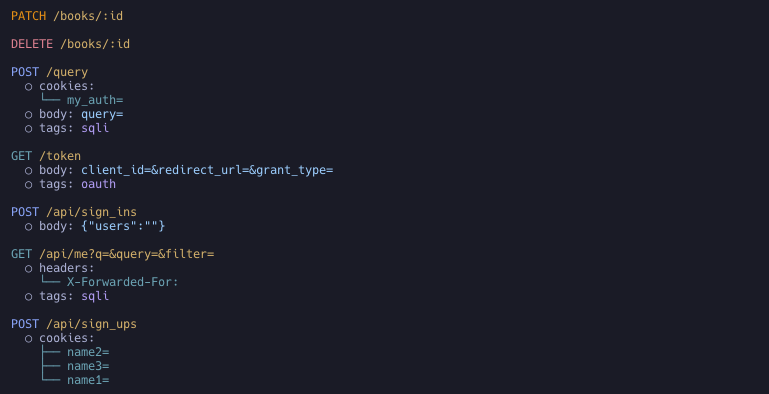 PATCH /books/:id
DELETE /books/:id
POST /query
○ cookies:
└── my_auth=
○ body: query=
○ tags: sqli
GET /token
○ body: client_id=&redirect_url=&grant_type=
○ tags: oauth
POST /api/sign_ins
○ body: {"users":""}
GET /api/me?q=&query=&filter=
○ headers:
└── X-Forwarded-For:
○ tags: sqli
POST /api/sign_ups
○ cookies:
├── name2=
├── name3=
└── name1=